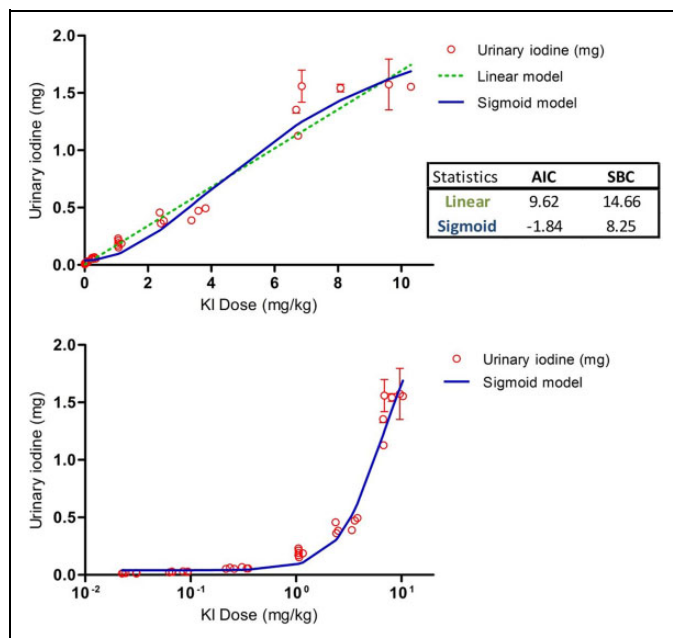 2.0
1.5
1.0
0.5
0.0
Urinary iodine (mg)
0 2 4 6 8 10
KI Dose (mg/kg)
Urinary iodine (mg)
Linear model
Sigmoid model
Statistics AIC SBC
Linear 9.62 14.66
Sigmoid -1.84 8.25
2.0
1.5
1.0
0.5
0.0
Urinary iodine (mg)
10⁻² 10⁻¹ 10⁰ 10¹
KI Dose (mg/kg)
Urinary iodine (mg)
Sigmoid model